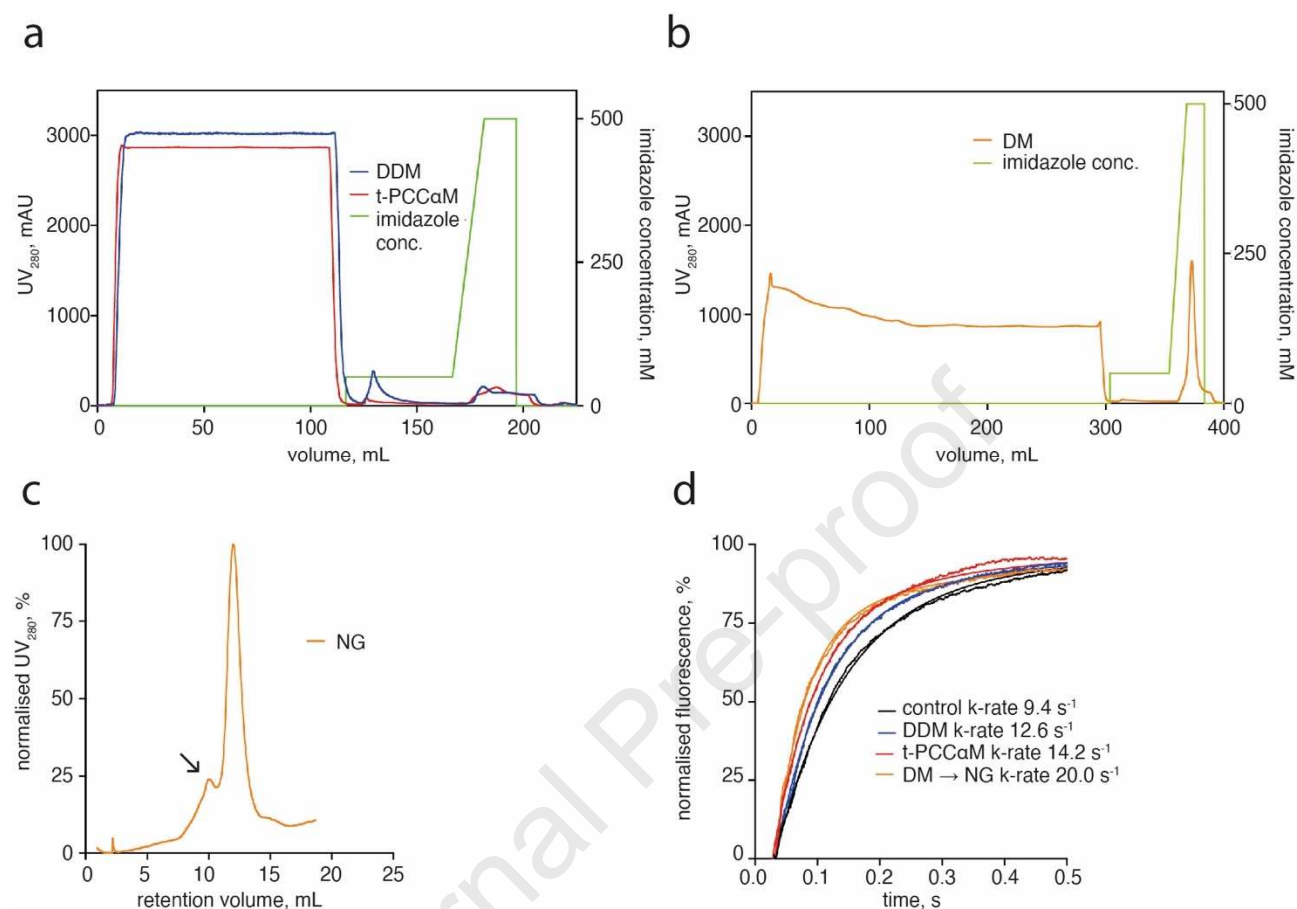 a
3000
2000
1000
0
UV280, mAU
0
50
100
150
200
volume, mL
500
250
0
imidazole concentration, mM
DDM
t-PCCαM
imidazole
conc.
b
3000
2000
1000
0
UV280, mAU
0
100
200
300
400
volume, mL
500
250
0
imidazole concentration, mM
DM
imidazole conc.
c
100
75
50
25
0
normalised UV280, %
0
5
10
15
20
25
retention volume, mL
NG
d
100
75
50
25
0
normalised fluorescence, %
0.1
0.2
0.3
0.4
0.5
time, s
control k-rate 9.4 s-1
DDM k-rate 12.6 s-1
t-PCCαM k-rate 14.2 s-1
DM → NG k-rate 20.0 s-1
rnal Pre-proof